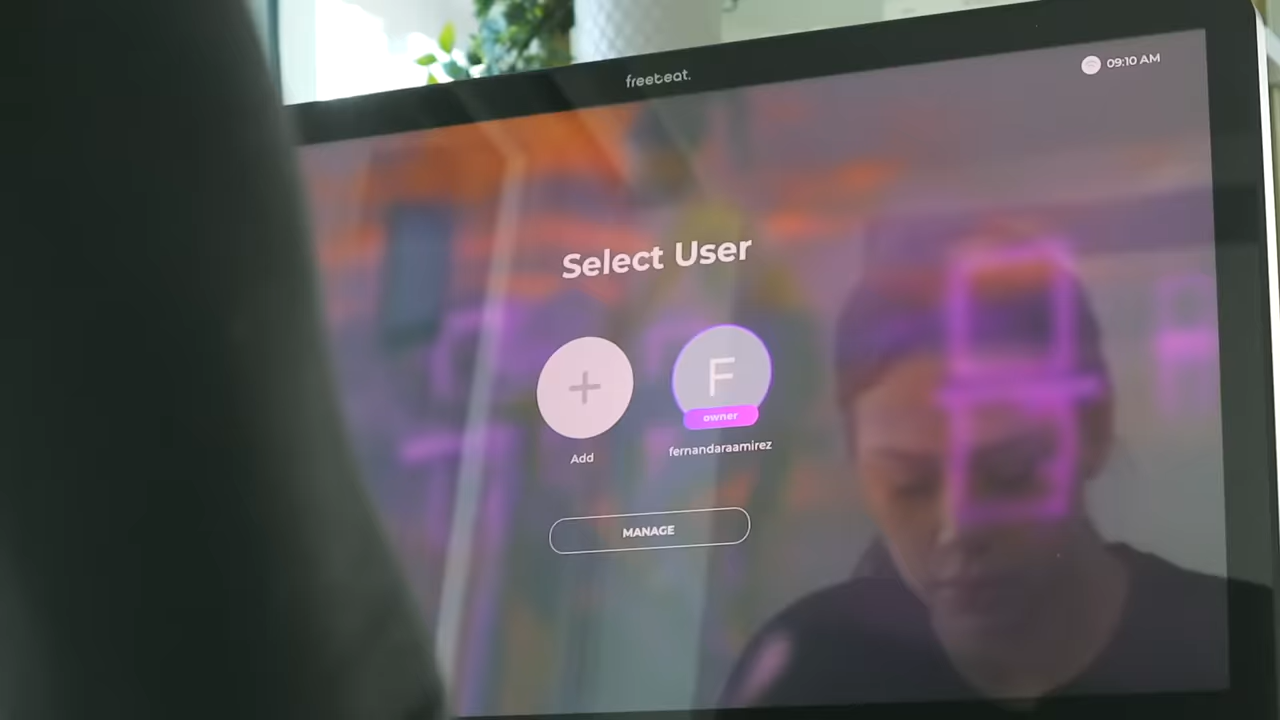 freebeat.
09:10 AM
Select User
F
owner
Add
fernandaraamirez
MANAGE